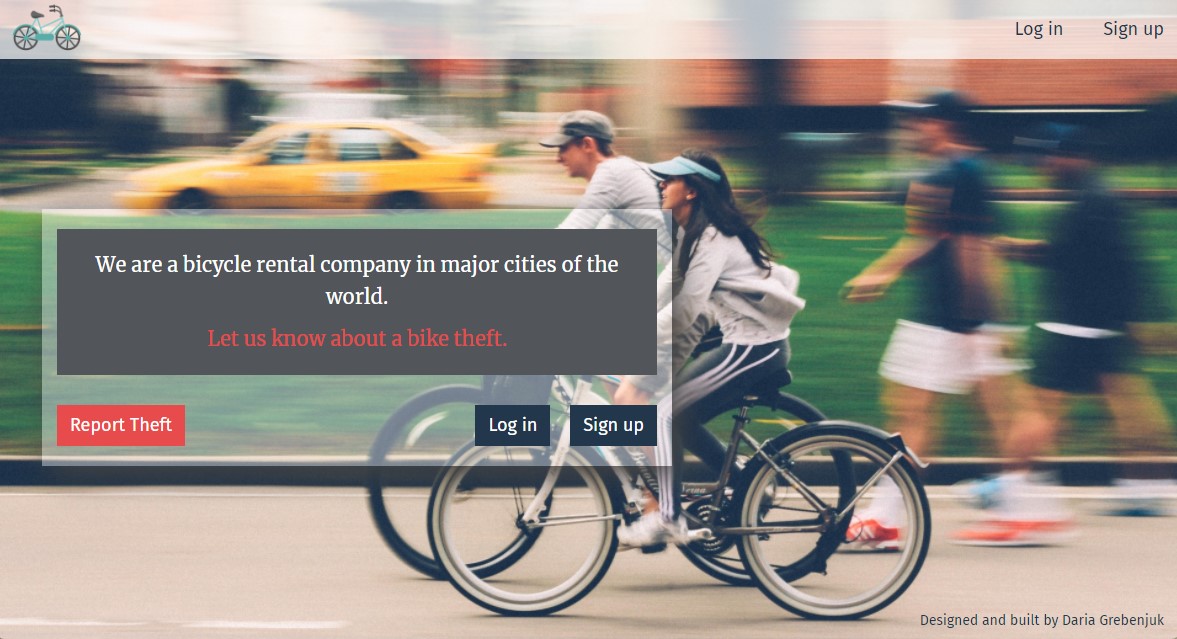 Log in Sign up
We are a bicycle rental company in major cities of the
world.
Let us know about a bike theft.
Report Theft Log in Sign up
Designed and built by Daria Grebenjuk